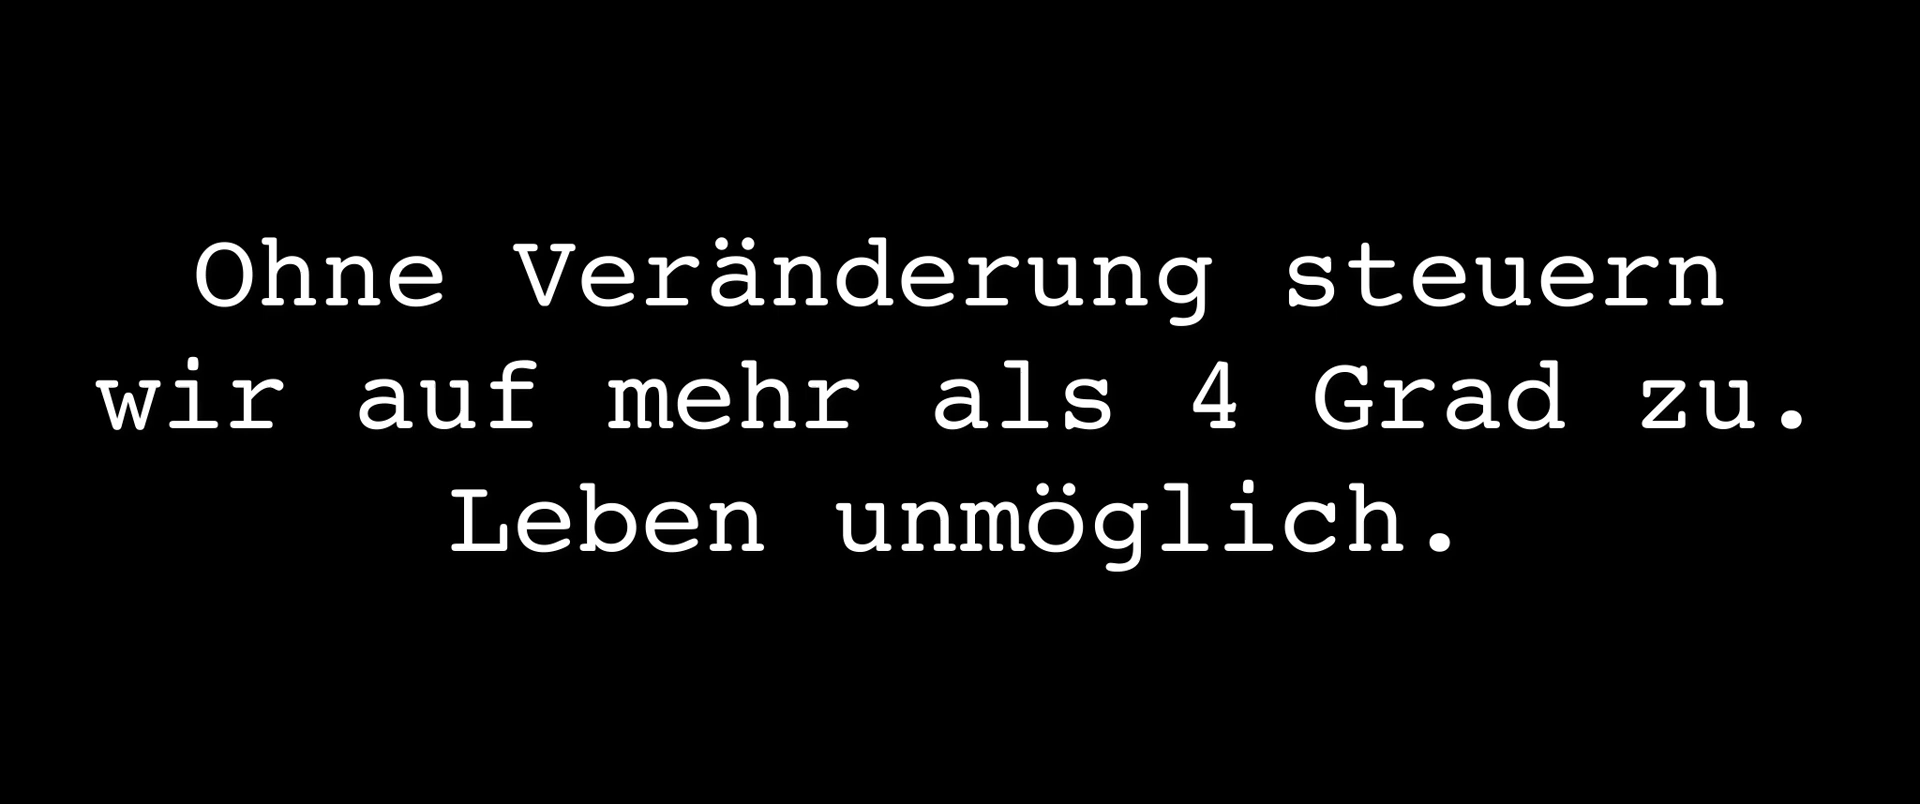 Ohne Veränderung steuern
wir auf mehr als 4 Grad zu.
Leben unmöglich.